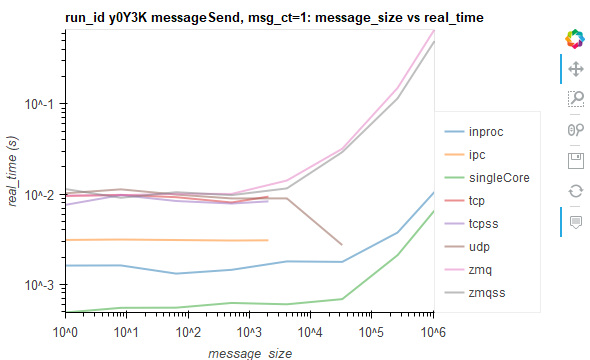 run_id y0Y3K messageSend, msg_ct=1: message_size vs real_time
real_time (s)
10^-1
10^-2
10^-3
10^0
10^1
10^2
10^3
10^4
10^5
10^6
message_size
inproc
ipc
singleCore
tcp
tcpss
udp
zmq
zmqss